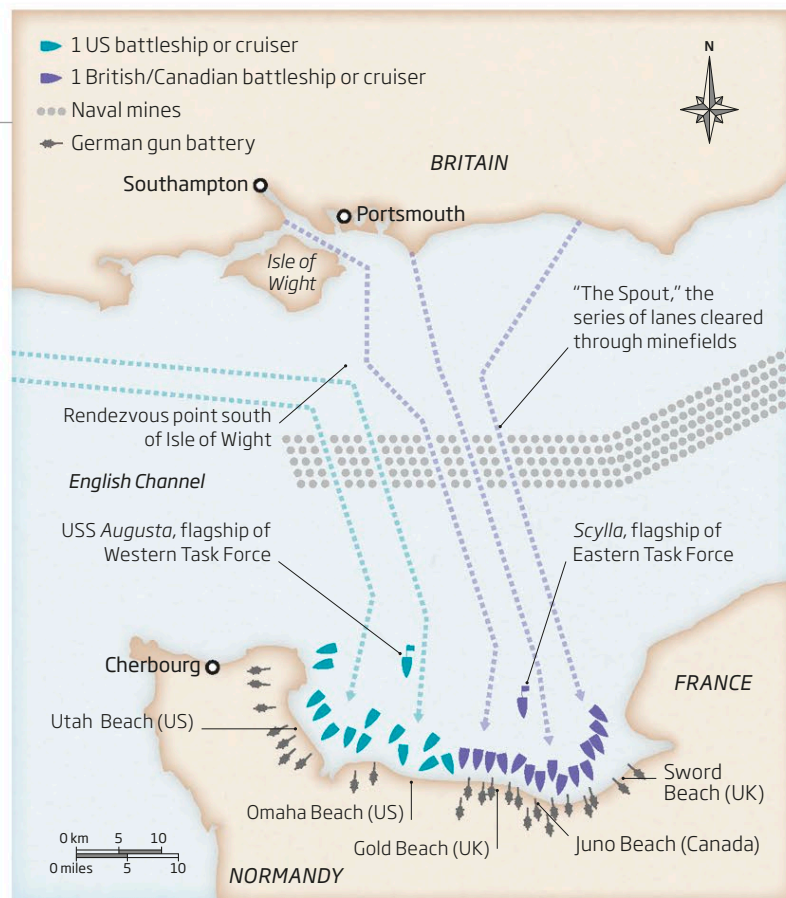 1 US battleship or cruiser
1 British/Canadian battleship or cruiser
Naval mines
German gun battery
N
BRITAIN
Southampton
Portsmouth
Isle of
Wight
“The Spout,” the
series of lanes cleared
through minefields
Rendezvous point south
of Isle of Wight
English Channel
USS Augusta, flagship of
Western Task Force
Scylla, flagship of
Eastern Task Force
Cherbourg
FRANCE
Utah Beach (US)
Sword
Beach (UK)
Omaha Beach (US)
Gold Beach (UK)
Juno Beach (Canada)
0 km 5 10
0 miles 5 10
NORMANDY